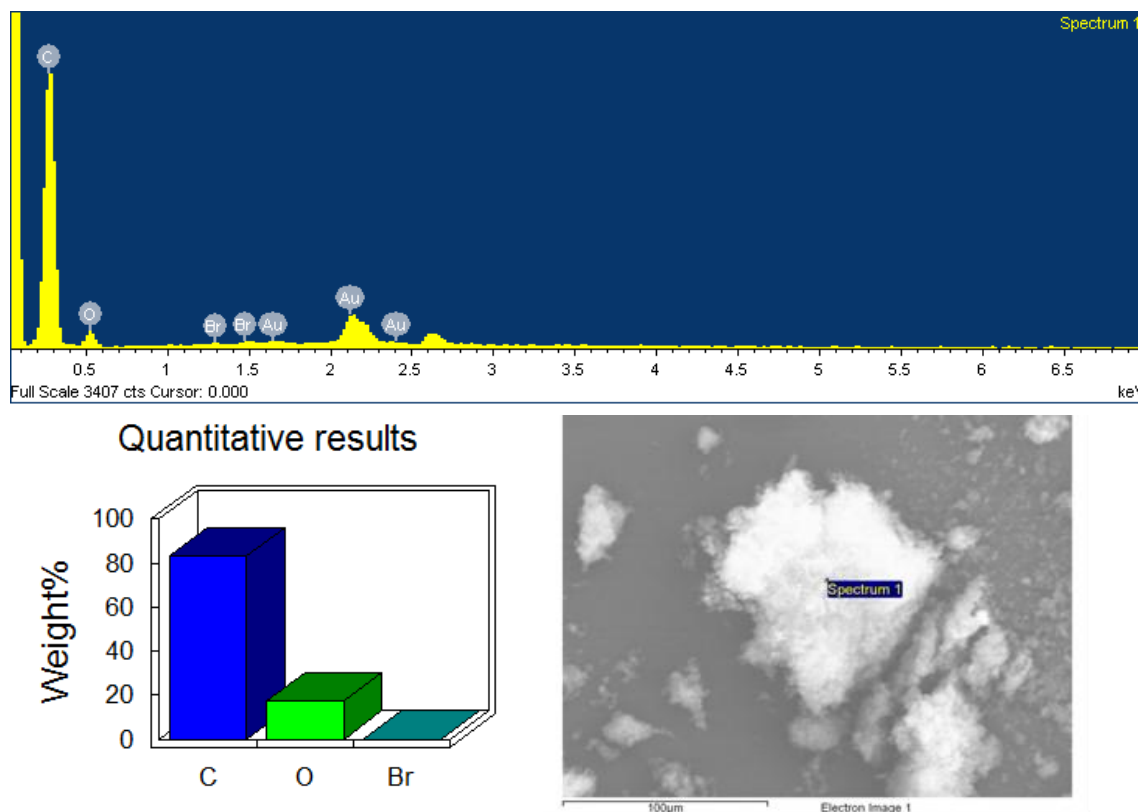 Spectrum 1
C
O
Br
Br
Au
Au
Au
0.5 1 1.5 2 2.5 3 3.5 4 4.5 5 5.5 6 6.5
Full Scale 3407 cts Cursor: 0.000 keV
Quantitative results
Weight%
100
80
60
40
20
0
C O Br
Spectrum 1
100µm Electron Image 1